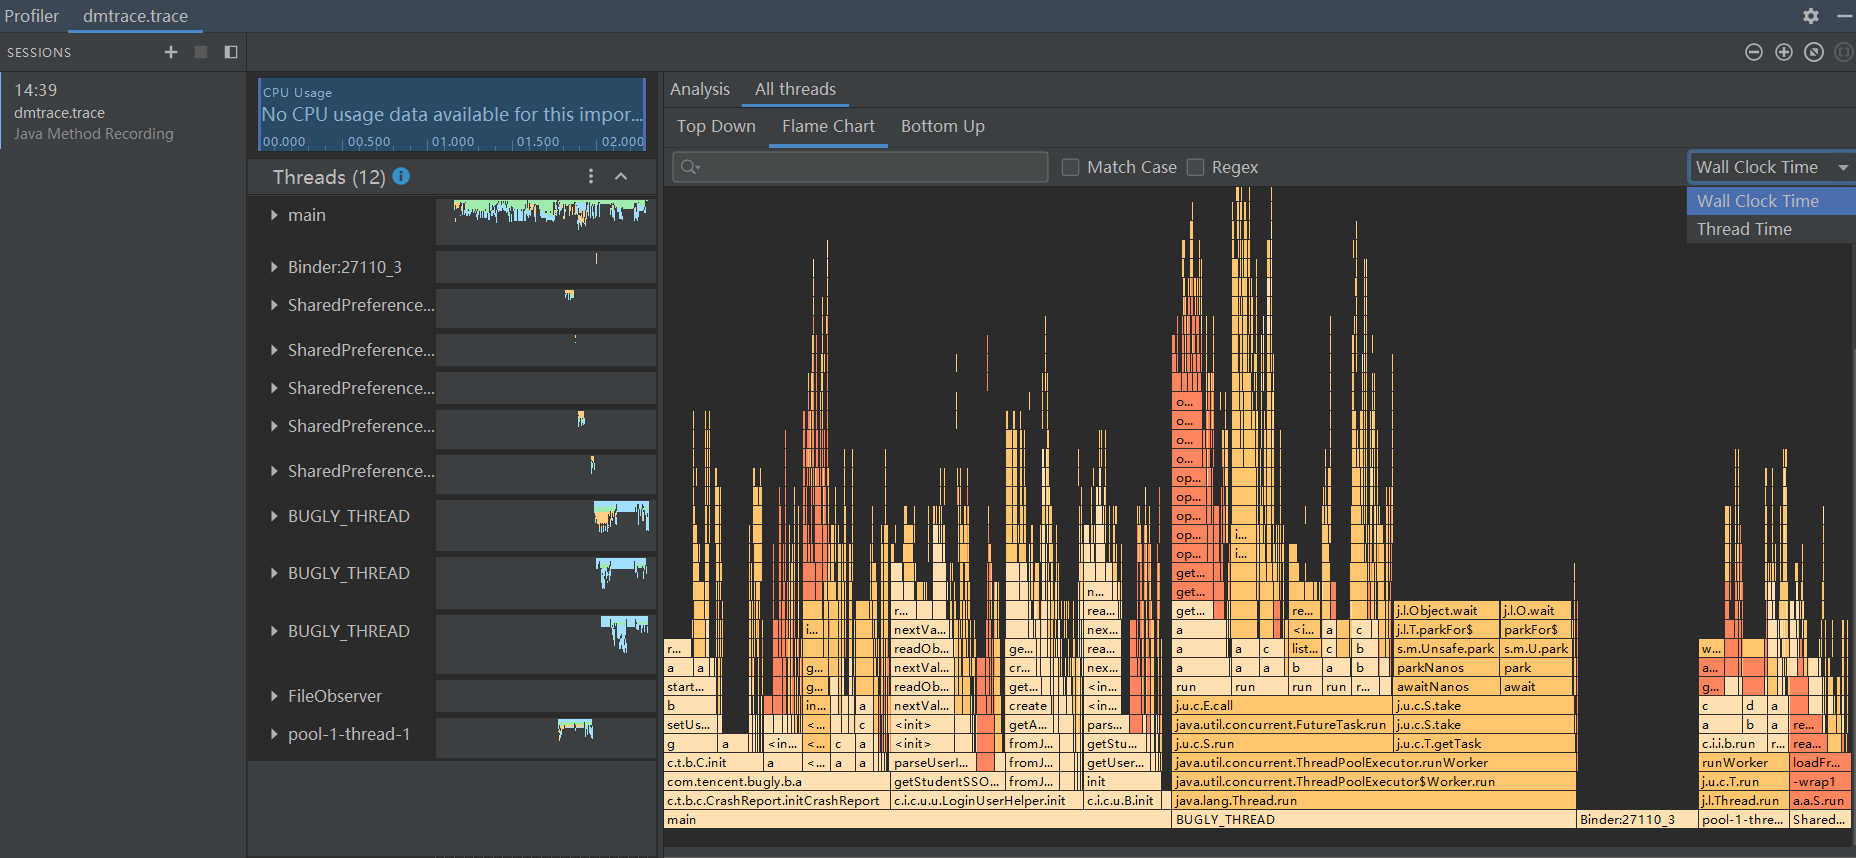 Profiler dmtrace.trace
SESSIONS
14:39
dmtrace.trace
Java Method Recording
CPU Usage
No CPU usage data available for this impor...
00.000 00.500 01.000 01.500 02.000
Threads (12)
main
Binder:27110_3
SharedPreference...
SharedPreference...
SharedPreference...
SharedPreference...
SharedPreference...
BUGLY_THREAD
BUGLY_THREAD
BUGLY_THREAD
FileObserver
pool-1-thread-1
Analysis All threads
Top Down Flame Chart Bottom Up
Match Case Regex Wall Clock Time
Wall Clock Time
Thread Time
o...
o...
o...
o...
op...
op...
op...
op... i...
op... i...
get...
n... get...
r... rea... get... re... j.l.Object.wait j.l.O.wait
i... nextVa... nex... a <i... a c j.l.T.parkFor$ parkFor$
r... readOb... ge... rea... a a c list... c b s.m.Unsafe.park s.m.U.park w...
a a g... nextVal... cr... nex... a a a b a b parkNanos park a...
start... g... readOb... get... <in... run run run run r... awaitNanos await g...
b in... a nextVal... create <in... j.u.c.E.call j.u.c.S.take c d a
setUs... <... c <init> getA... pars... java.util.concurrent.FutureTask.run j.u.c.S.take a b a re...
g a <in... <... c a <init> fromJ... getStu... j.u.c.S.run j.u.c.T.getTask c.i.i.b.run r... rea...
c.t.b.C.init a <... a a parseUserI... fromJ... getUser... java.util.concurrent.ThreadPoolExecutor.runWorker runWorker loadFr...
com.tencent.bugly.b.a getStudentSSO... fromJ... init java.util.concurrent.ThreadPoolExecutor$Worker.run j.u.c.T.run -wrap1
c.t.b.c.CrashReport.initCrashReport c.i.c.u.u.LoginUserHelper.init c.i.c.u.B.init java.lang.Thread.run j.l.Thread.run a.a.S.run
main BUGLY_THREAD Binder:27110_3 pool-1-thre... Shared...